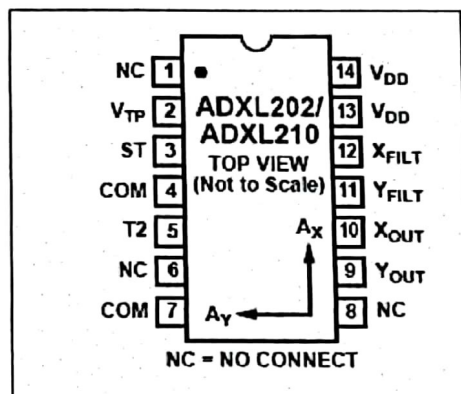 NC 1 14 VDD
VTP 2 ADXL202/ 13 VDD
ST 3 ADXL210 12 XFILT
COM 4 TOP VIEW 11 YFILT
(Not to Scale)
T2 5 AX 10 XOUT
NC 6 9 YOUT
COM 7 AY 8 NC
NC = NO CONNECT